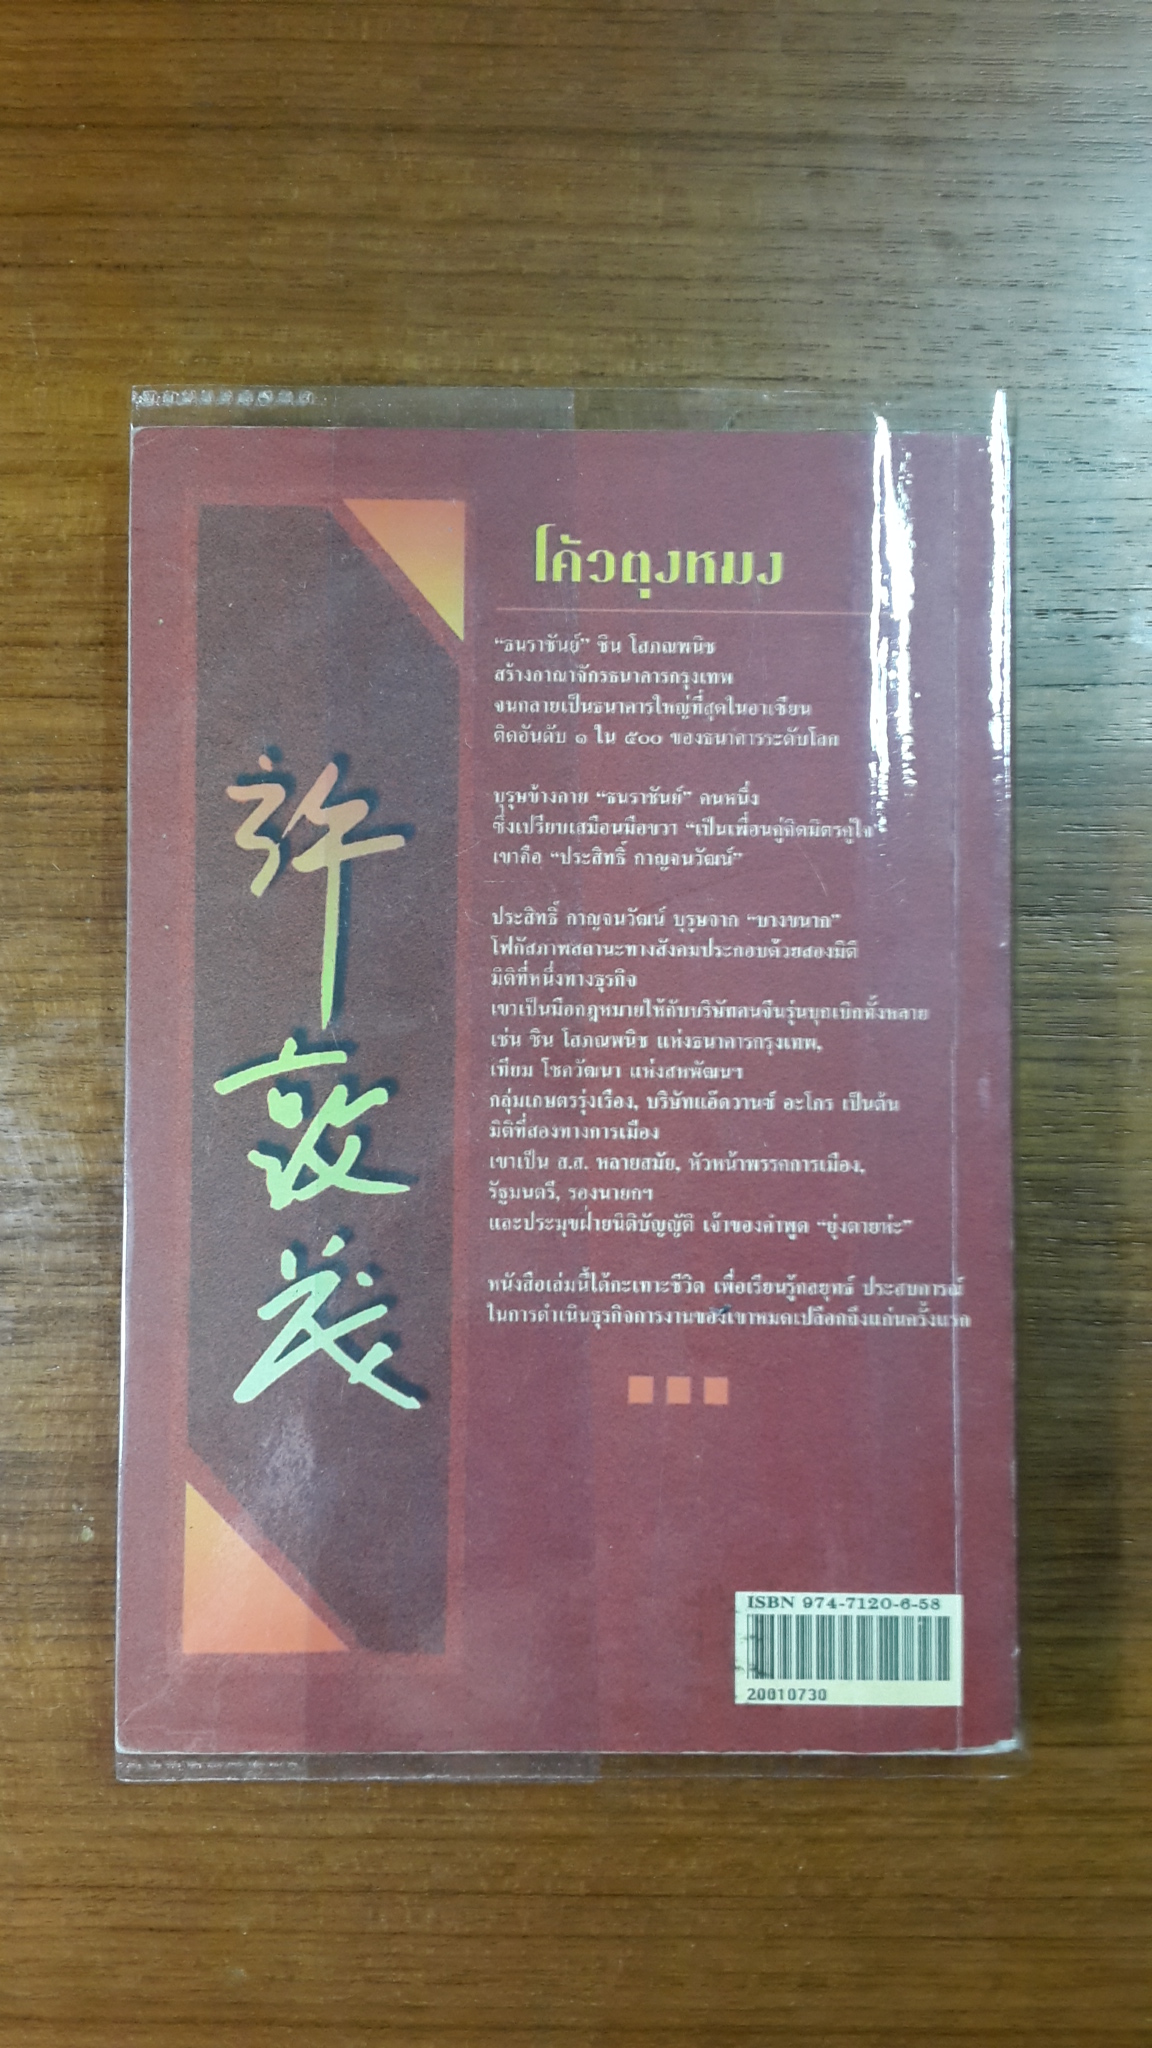 許
敦
茂
โค้วตุงหมง
“ธนราชันย์” ชิน โสภณพนิช
สร้างอาณาจักรธนาคารกรุงเทพ
จนกลายเป็นธนาคารใหญ่ที่สุดในอาเซียน
ติดอันดับ ๑ ใน ๕๐๐ ของธนาคารระดับโลก
บุรุษข้างกาย “ธนราชันย์” คนหนึ่ง
ซึ่งเปรียบเสมือนมือขวา “เป็นเพื่อนคู่คิดมิตรคู่ใจ”
เขาคือ “ประสิทธิ์ กาญจนวัฒน์”
ประสิทธิ์ กาญจนวัฒน์ บุรุษจาก “บางขนาก”
โฟกัสภาพสถานะทางสังคมประกอบด้วยสองมิติ
มิติที่หนึ่งทางธุรกิจ
เขาเป็นมือกฎหมายให้กับบริษัทคนจีนรุ่นบุกเบิกทั้งหลาย
เช่น ชิน โสภณพนิช แห่งธนาคารกรุงเทพ,
เทียม โชควัฒนา แห่งสหพัฒนฯ
กลุ่มเกษตรรุ่งเรือง, บริษัทแอ๊ดวานซ์ อะโกร เป็นต้น
มิติที่สองทางการเมือง
เขาเป็น ส.ส. หลายสมัย, หัวหน้าพรรคการเมือง,
รัฐมนตรี, รองนายกฯ
และประมุขฝ่ายนิติบัญญัติ เจ้าของคำพูด “ยุ่งตายห่ะ”
หนังสือเล่มนี้ได้กะเทาะชีวิต เพื่อเรียนรู้กลยุทธ์ ประสบการณ์
ในการดำเนินธุรกิจการงานของเขาหมดเปลือกถึงแก่นครั้งแรก
ISBN 974-7120-6-58
20010730